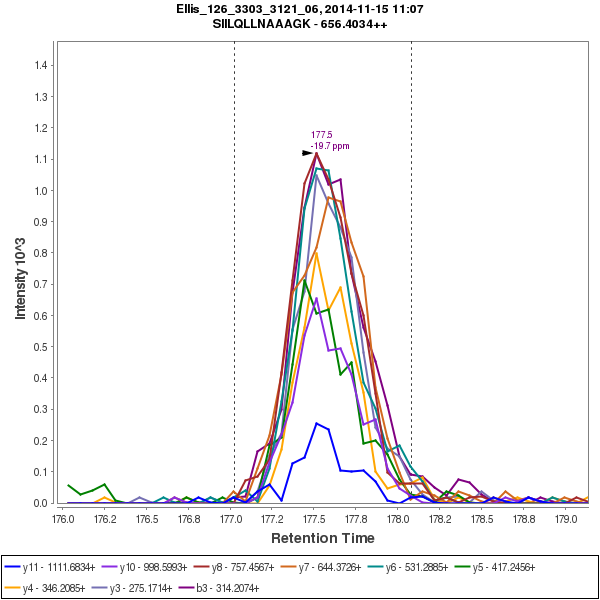 Ellis_126_3303_3121_06, 2014-11-15 11:07
SIILQLLNAAAGK - 656.4034++
177.5
-19.7 ppm
Intensity 10^3
1.4
1.3
1.2
1.1
1.0
0.9
0.8
0.7
0.6
0.5
0.4
0.3
0.2
0.1
0.0
176.0 176.2 176.5 176.8 177.0 177.2 177.5 177.8 178.0 178.2 178.5 178.8 179.0
Retention Time
y11 - 1111.6834+ y10 - 998.5993+ y8 - 757.4567+ y7 - 644.3726+ y6 - 531.2885+ y5 - 417.2456+
y4 - 346.2085+ y3 - 275.1714+ b3 - 314.2074+